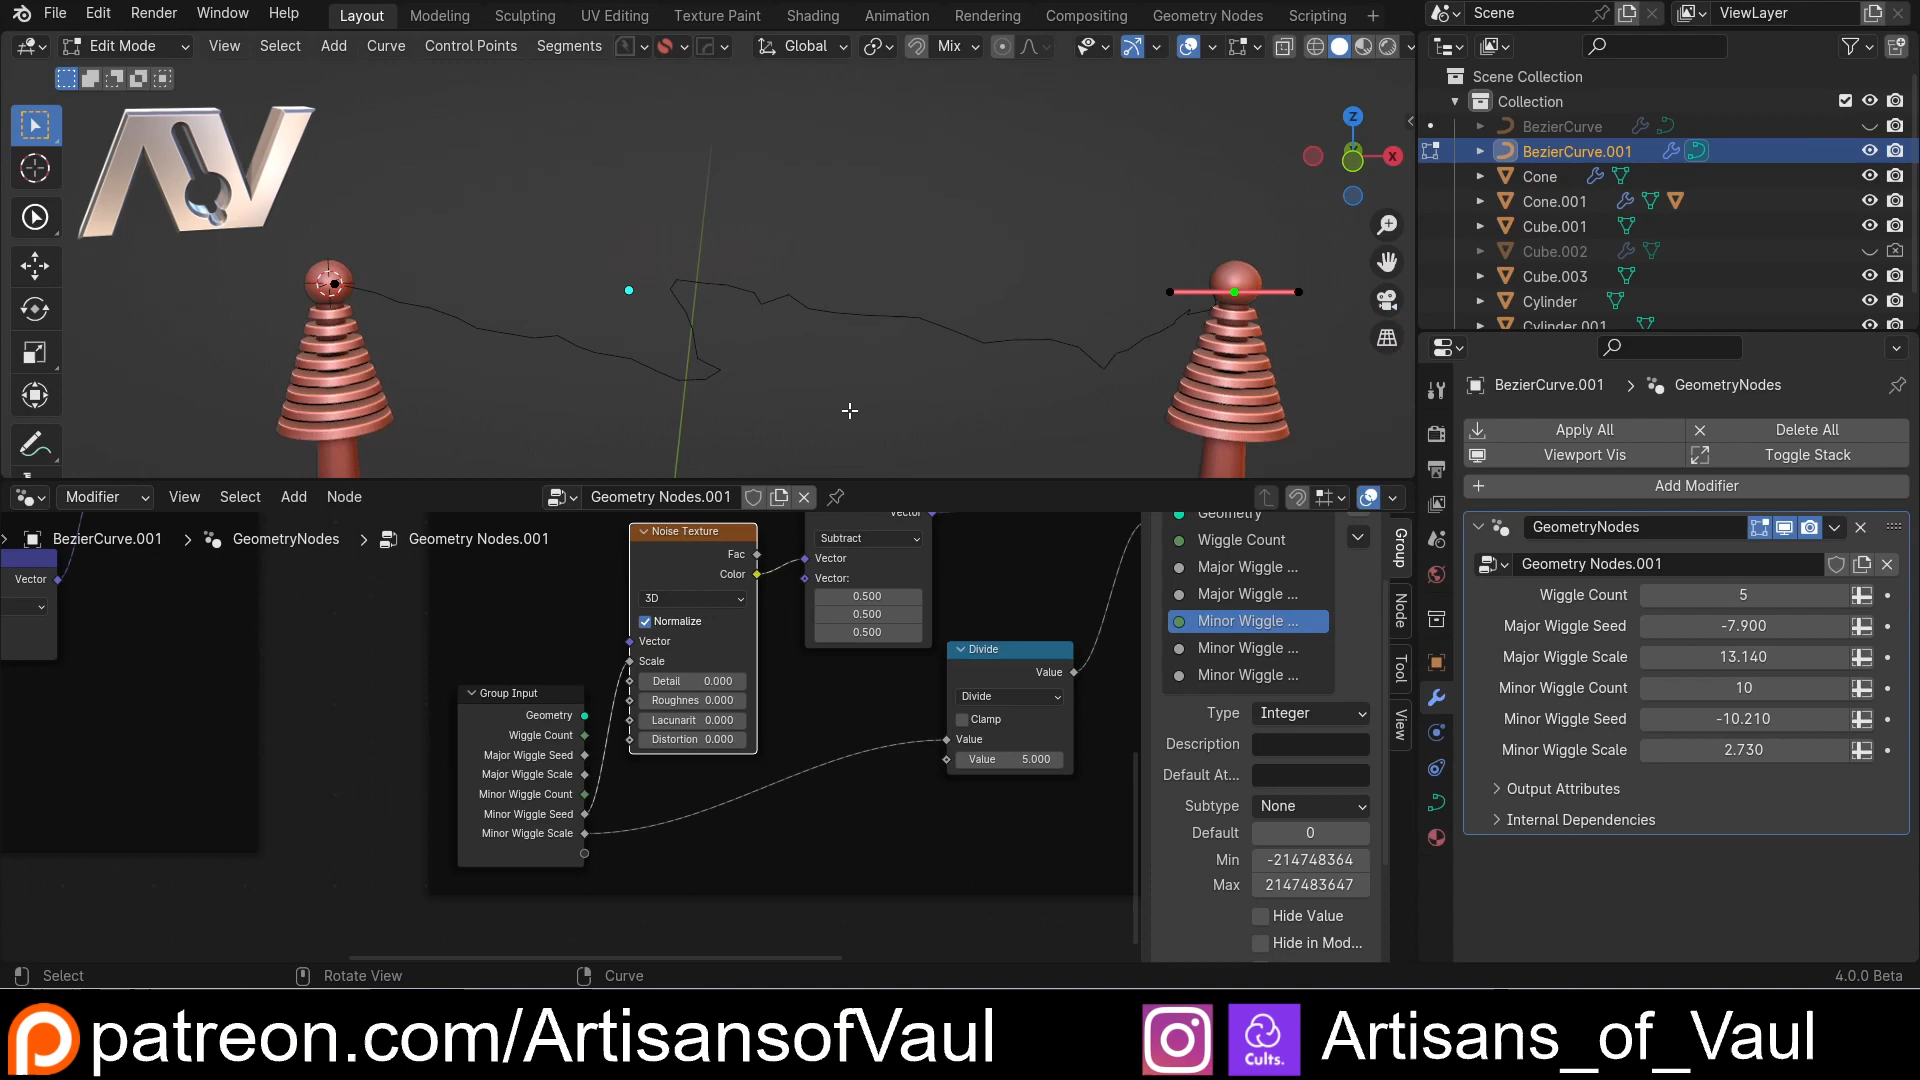 File Edit Render Window Help Layout Modeling Sculpting UV Editing Texture Paint Shading Animation Rendering Compositing Geometry Nodes Scripting + Scene ViewLayer
Edit Mode View Select Add Curve Control Points Segments Global Mix
AV
Z
X
Scene Collection
Collection
BezierCurve
BezierCurve.001
Cone
Cone.001
Cube.001
Cube.002
Cube.003
Cylinder
Cylinder.001
BezierCurve.001 > GeometryNodes
Apply All Delete All
Viewport Vis Toggle Stack
Add Modifier
GeometryNodes
Geometry Nodes.001
Wiggle Count 5
Major Wiggle Seed -7.900
Major Wiggle Scale 13.140
Minor Wiggle Count 10
Minor Wiggle Seed -10.210
Minor Wiggle Scale 2.730
Output Attributes
Internal Dependencies
Modifier View Select Add Node Geometry Nodes.001
BezierCurve.001 > GeometryNodes > Geometry Nodes.001
Vector
Noise Texture
Fac
Color
3D
Normalize
Vector
Scale
Detail 0.000
Roughnes 0.000
Lacunarit 0.000
Distortion 0.000
Vector
Subtract
Vector
Vector:
0.500
0.500
0.500
Divide
Value
Divide
Clamp
Value
Value 5.000
Group Input
Geometry
Wiggle Count
Major Wiggle Seed
Major Wiggle Scale
Minor Wiggle Count
Minor Wiggle Seed
Minor Wiggle Scale
Geometry
Wiggle Count
Major Wiggle ...
Major Wiggle ...
Minor Wiggle ...
Minor Wiggle ...
Minor Wiggle ...
Type Integer
Description
Default At...
Subtype None
Default 0
Min -214748364
Max 2147483647
Hide Value
Hide in Mod...
Group
Node
Tool
View
Select Rotate View Curve 4.0.0 Beta
patreon.com/ArtisansofVaul Cults. Artisans_of_Vaul